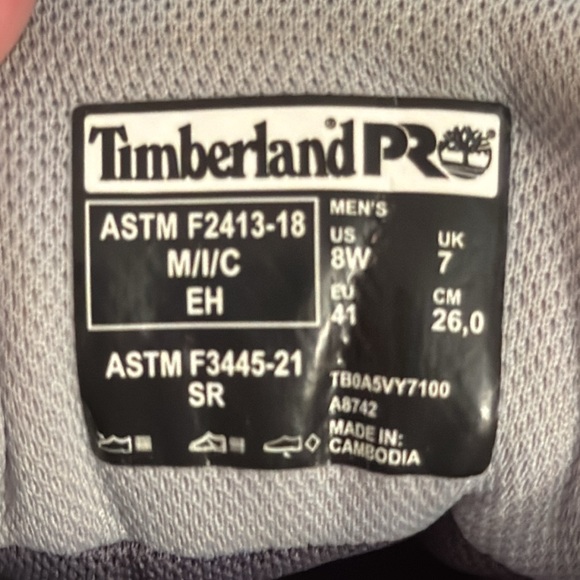 Timberland PRO
ASTM F2413-18
M/I/C
EH
ASTM F3445-21
SR
MEN'S
US
8W
UK
7
EU
41
CM
26,0
TB0A5VY7100
A8742
MADE IN:
CAMBODIA